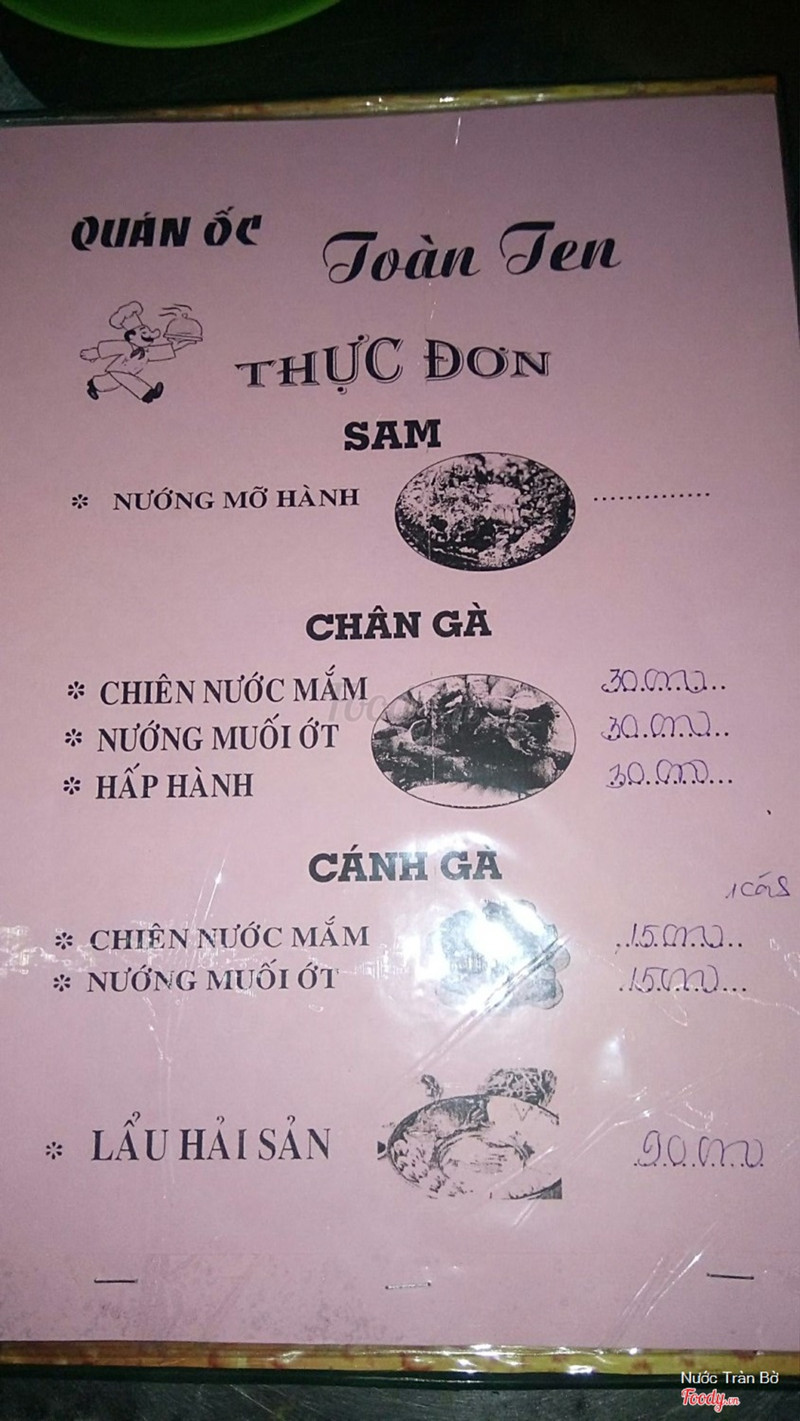 QUÁN ỐC Toàn Ten
THỰC ĐƠN
SAM
* NƯỚNG MỠ HÀNH ..............
CHÂN GÀ
* CHIÊN NƯỚC MẮM 30.000
* NƯỚNG MUỐI ỚT 30.000
* HẤP HÀNH 30.000
CÁNH GÀ
1 cái
* CHIÊN NƯỚC MẮM 15.000
* NƯỚNG MUỐI ỚT 15.000
* LẨU HẢI SẢN 90.000
Nước Tràn Bờ
Foody.vn